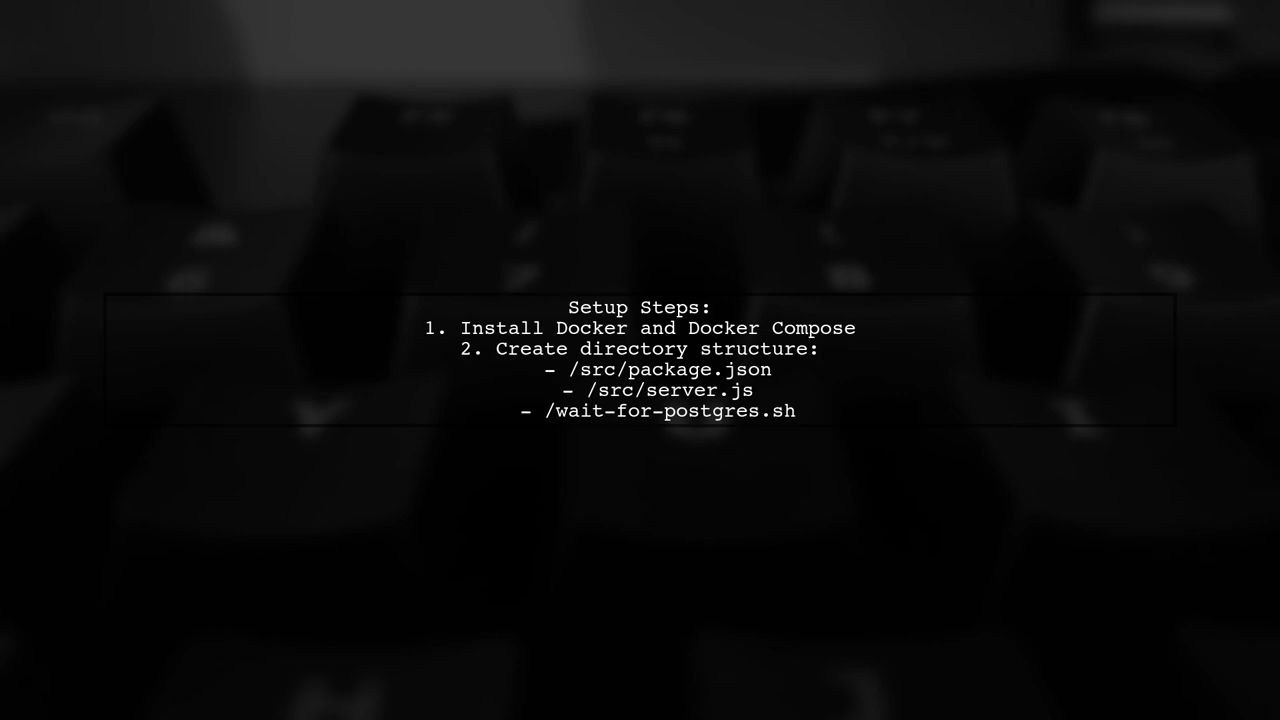 Setup Steps:
1. Install Docker and Docker Compose
2. Create directory structure:
- /src/package.json
- /src/server.js
- /wait-for-postgres.sh